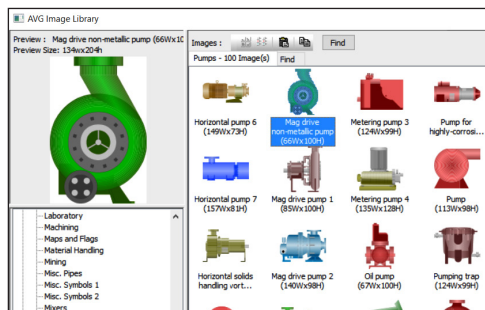 AVG Image Library
Preview : Mag drive non-metallic pump (66Wx10
Preview Size: 134wx204h
Images :
Find
Pumps - 100 Image(s)
Find
Horizontal pump 6
(149Wx73H)
Mag drive
non-metallic pump
(66Wx100H)
Metering pump 3
(124Wx99H)
Pump for
highly-corrosi...
Horizontal pump 7
(157Wx81H)
Mag drive pump 1
(85Wx100H)
Metering pump 4
(135Wx128H)
Pump
(113Wx98H)
Horizontal solids
handling vort...
Mag drive pump 2
(140Wx98H)
Oil pump
(67Wx100H)
Pumping trap
(124Wx99H)
Laboratory
Machining
Maps and Flags
Material Handling
Mining
Misc. Pipes
Misc. Symbols 1
Misc. Symbols 2
Mixers